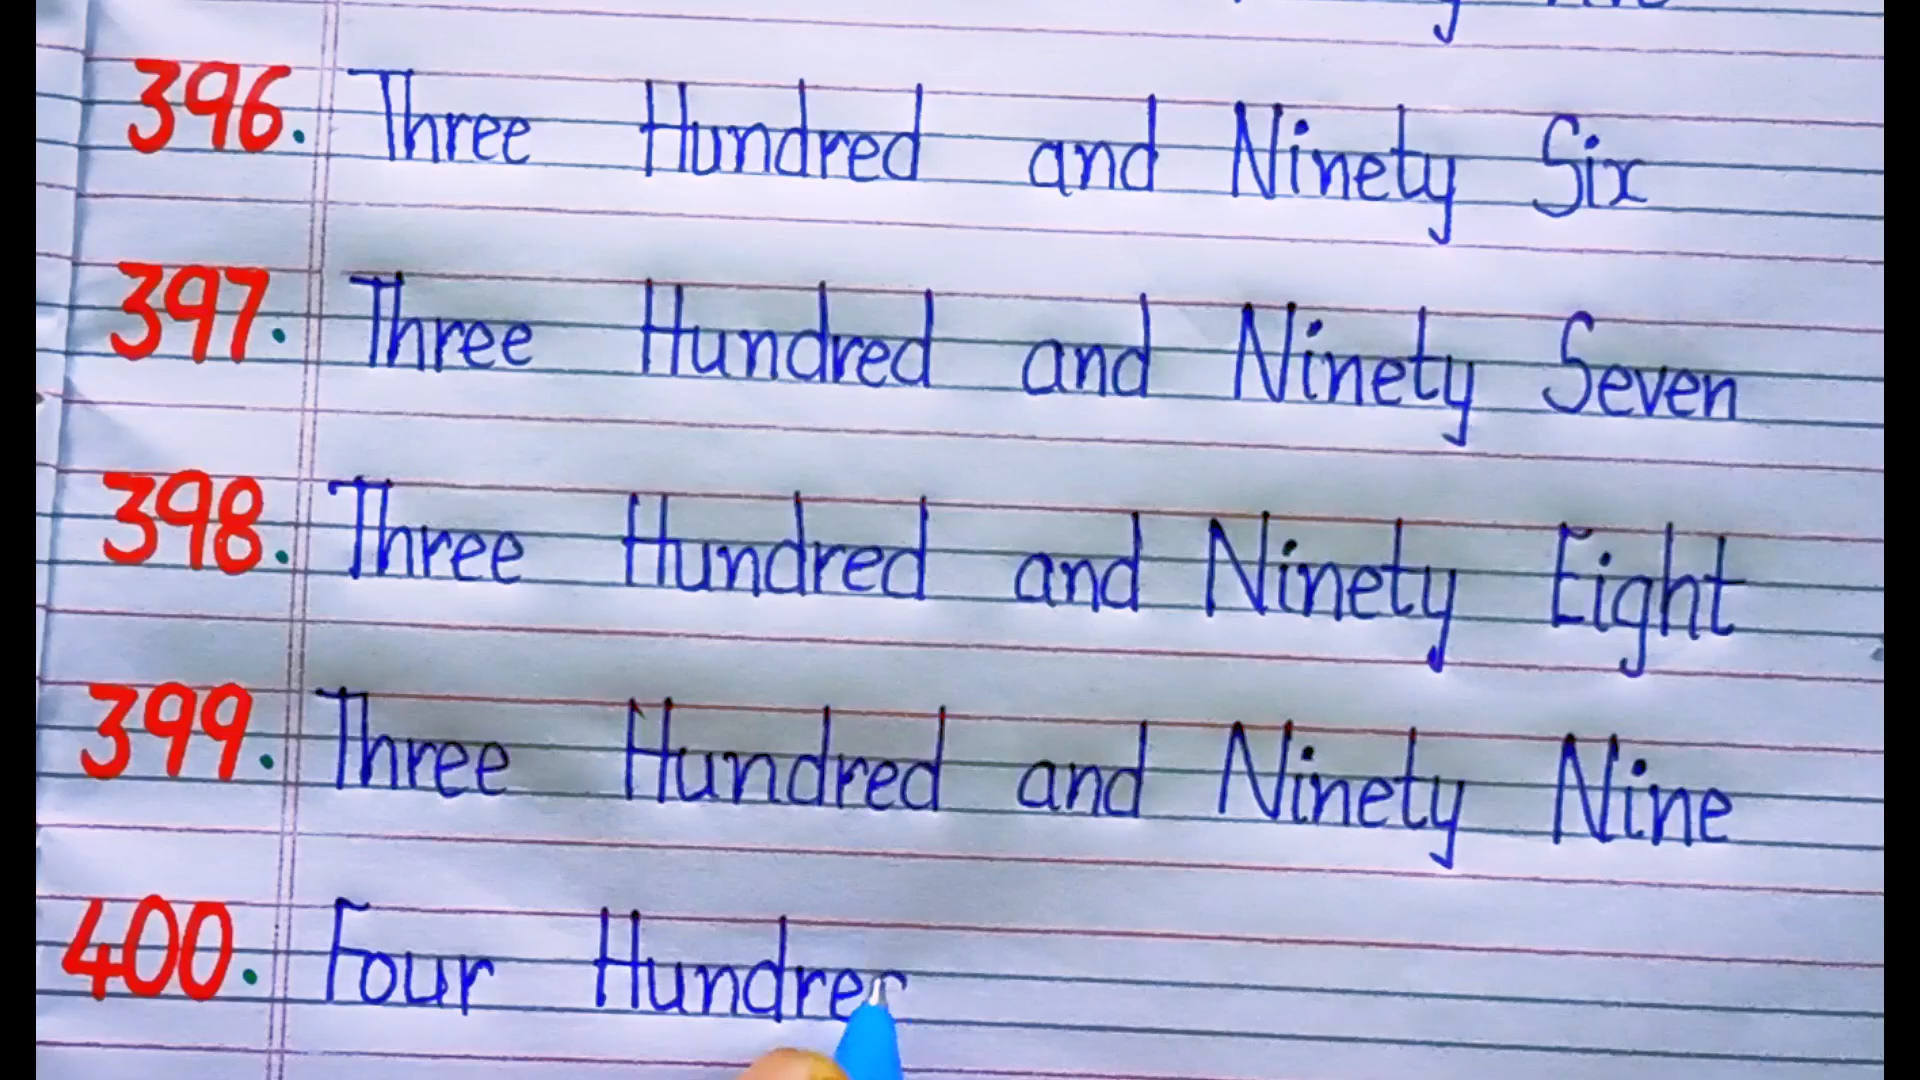 396. Three Hundred and Ninety Six
397. Three Hundred and Ninety Seven
398. Three Hundred and Ninety Eight
399. Three Hundred and Ninety Nine
400. Four